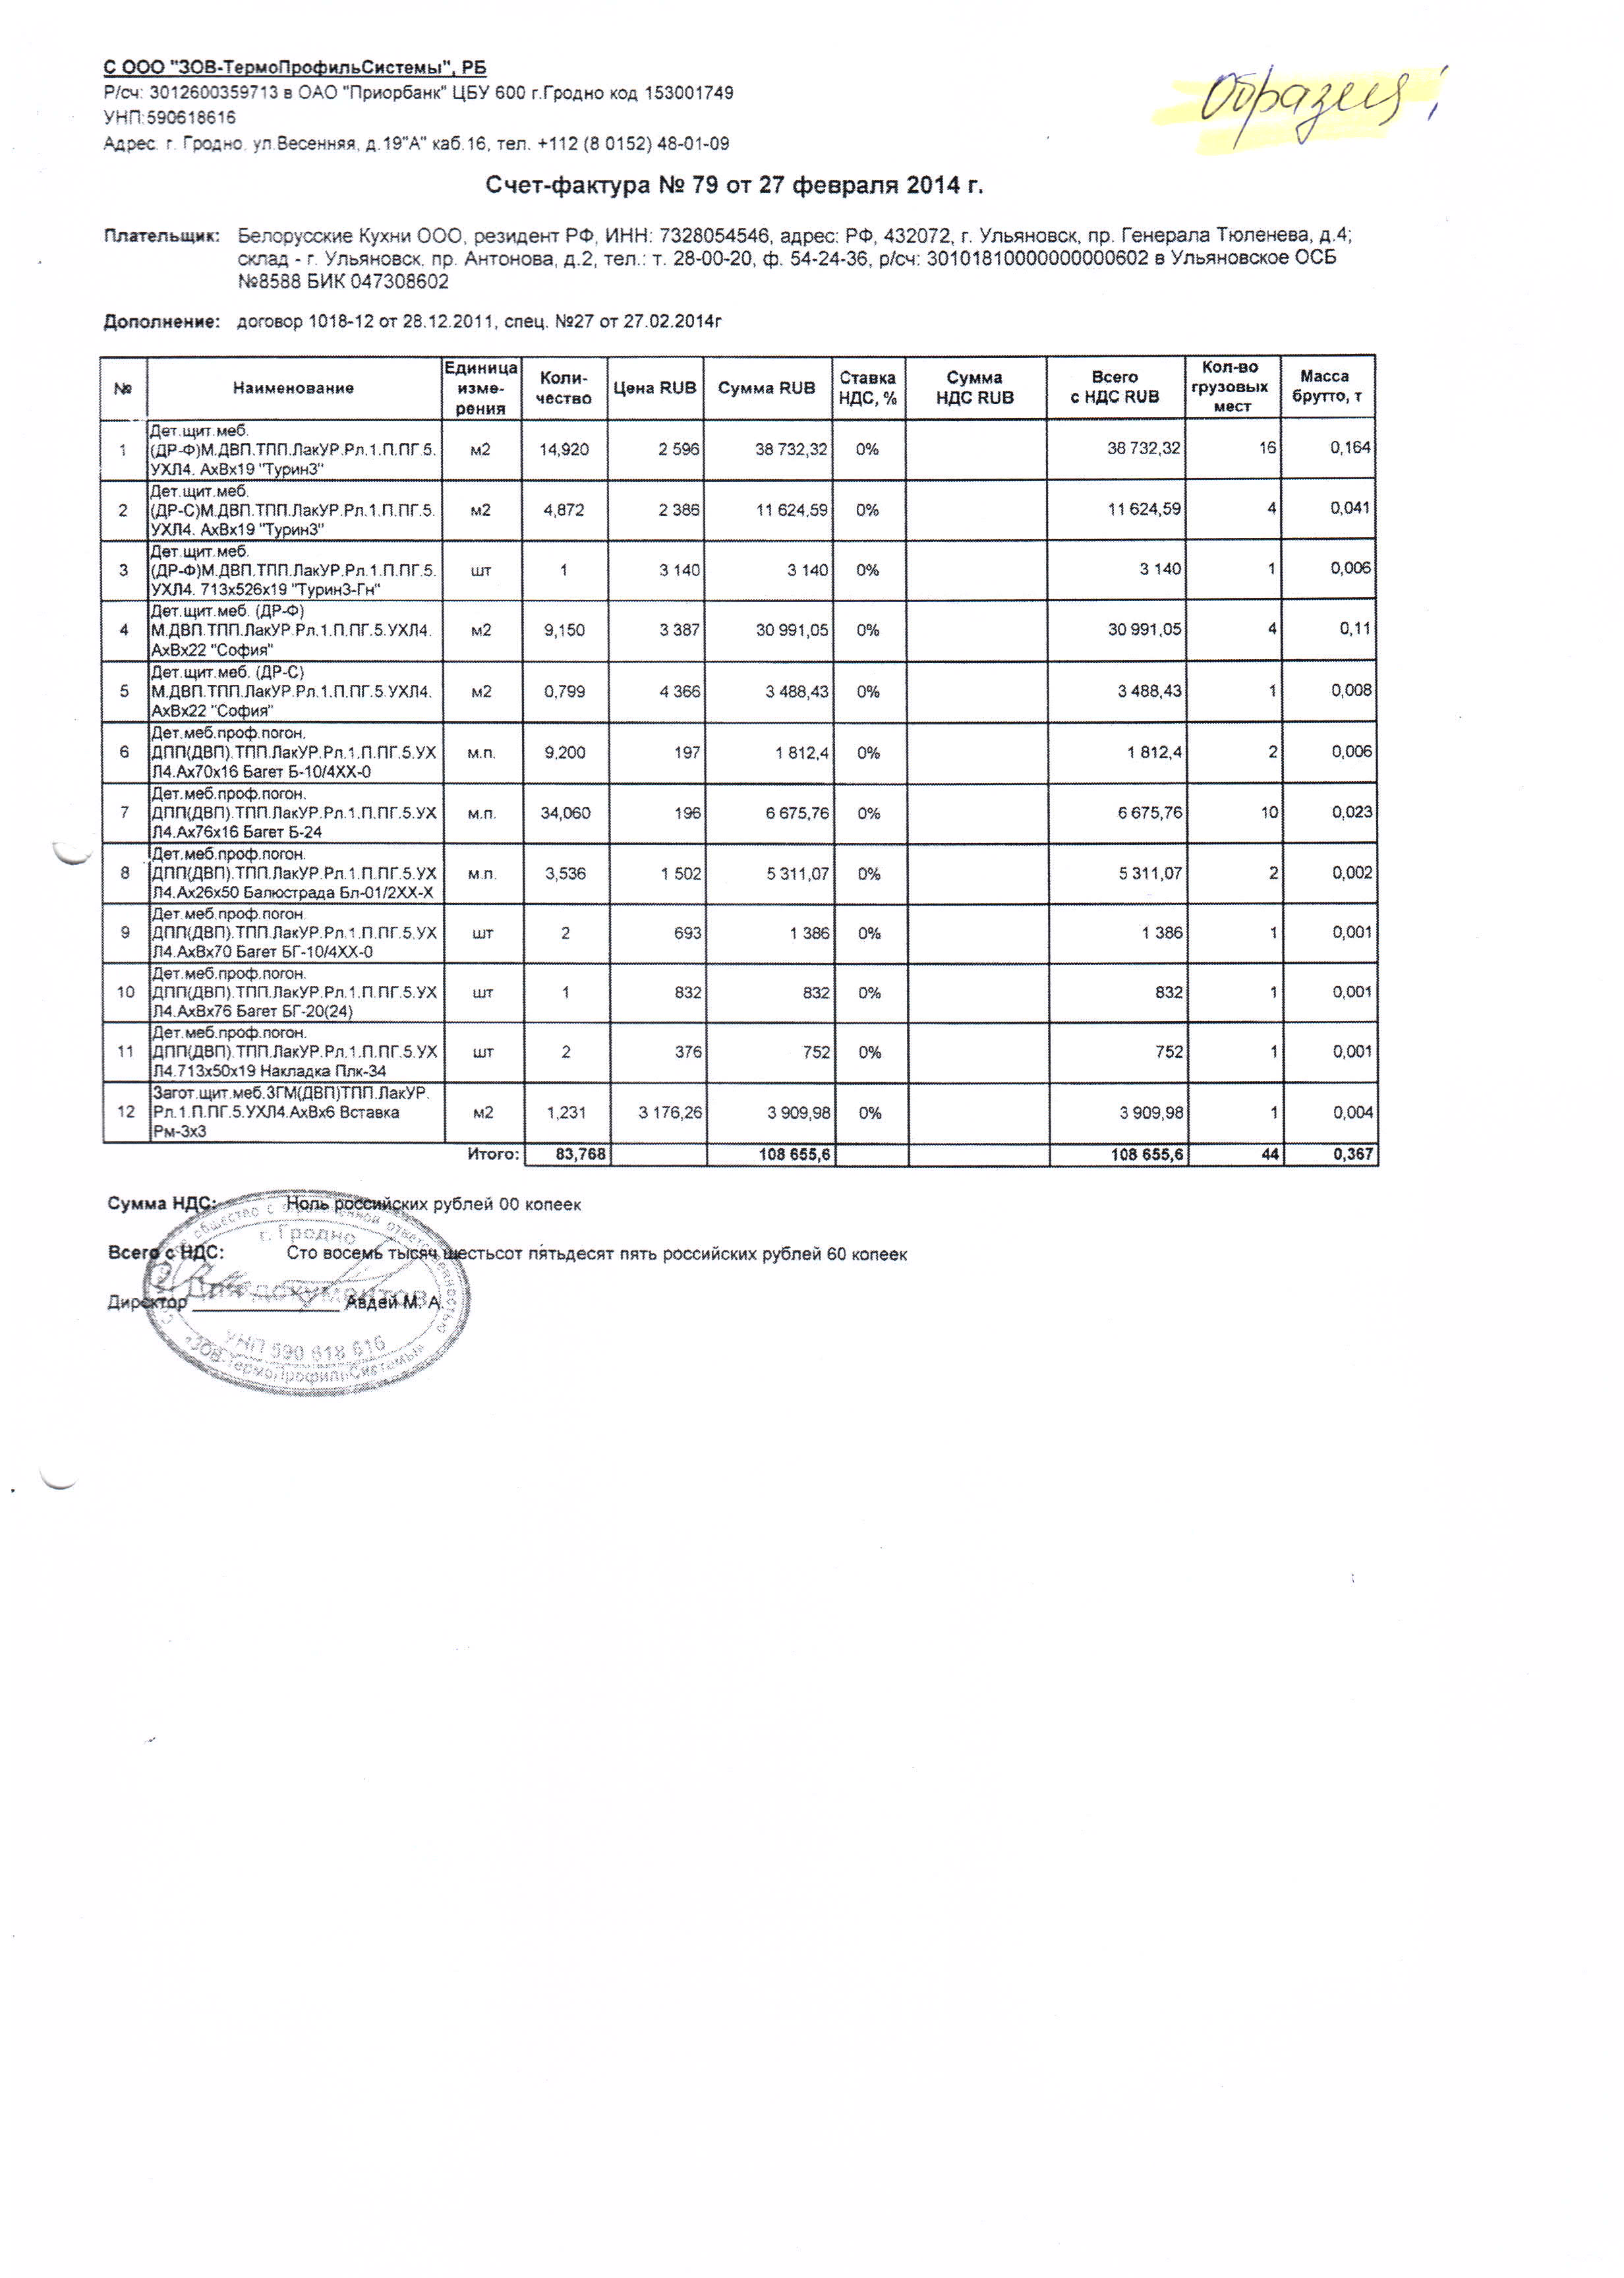 С ООО "ЗОВ-ТермоПрофильСистемы", РБ
Р/сч: 3012600359713 в ОАО "Приорбанк" ЦБУ 600 г.Гродно код 153001749
УНП:590618616
Адрес. г. Гродно, ул.Весенняя, д.19"А" каб.16, тел. +112 (8 0152) 48-01-09
Образец!
Счет-фактура № 79 от 27 февраля 2014 г.
Плательщик: Белорусские Кухни ООО, резидент РФ, ИНН: 7328054546, адрес: РФ, 432072, г. Ульяновск, пр. Генерала Тюленева, д.4;
склад - г. Ульяновск, пр. Антонова, д.2, тел.: т. 28-00-20, ф. 54-24-36, р/сч: 30101810000000000602 в Ульяновское ОСБ
№8588 БИК 047308602
Дополнение: договор 1018-12 от 28.12.2011, спец. №27 от 27.02.2014г
№ Наименование Единица изме-рения Коли-чество Цена RUB Сумма RUB Ставка НДС, % Сумма НДС RUB Всего с НДС RUB Кол-во грузовых мест Масса брутто, т
Дет.щит.меб.
1 (ДР-Ф)М.ДВП.ТПП.ЛакУР.Рл.1.П.ПГ.5. м2 14,920 2 596 38 732,32 0% 38 732,32 16 0,164
УХЛ4. АхВх19 "Турин3"
Дет.щит.меб.
2 (ДР-С)М.ДВП.ТПП.ЛакУР.Рл.1.П.ПГ.5. м2 4,872 2 386 11 624,59 0% 11 624,59 4 0,041
УХЛ4. АхВх19 "Турин3"
Дет.щит.меб.
3 (ДР-Ф)М.ДВП.ТПП.ЛакУР.Рл.1.П.ПГ.5. шт 1 3 140 3 140 0% 3 140 1 0,006
УХЛ4. 713х526х19 "Турин3-Гн"
Дет.щит.меб. (ДР-Ф)
4 М.ДВП.ТПП.ЛакУР.Рл.1.П.ПГ.5.УХЛ4. м2 9,150 3 387 30 991,05 0% 30 991,05 4 0,11
АхВх22 "София"
Дет.щит.меб. (ДР-С)
5 М.ДВП.ТПП.ЛакУР.Рл.1.П.ПГ.5.УХЛ4. м2 0,799 4 366 3 488,43 0% 3 488,43 1 0,008
АхВх22 "София"
Дет.меб.проф.погон.
6 ДПП(ДВП).ТПП.ЛакУР.Рл.1.П.ПГ.5.УХ м.п. 9,200 197 1 812,4 0% 1 812,4 2 0,006
Л4.Ах70х16 Багет Б-10/4ХХ-0
Дет.меб.проф.погон.
7 ДПП(ДВП).ТПП.ЛакУР.Рл.1.П.ПГ.5.УХ м.п. 34,060 196 6 675,76 0% 6 675,76 10 0,023
Л4.Ах76х16 Багет Б-24
Дет.меб.проф.погон.
8 ДПП(ДВП).ТПП.ЛакУР.Рл.1.П.ПГ.5.УХ м.п. 3,536 1 502 5 311,07 0% 5 311,07 2 0,002
Л4.Ах26х50 Балюстрада Бл-01/2ХХ-Х
Дет.меб.проф.погон.
9 ДПП(ДВП).ТПП.ЛакУР.Рл.1.П.ПГ.5.УХ шт 2 693 1 386 0% 1 386 1 0,001
Л4.АхВх70 Багет БГ-10/4ХХ-0
Дет.меб.проф.погон.
10 ДПП(ДВП).ТПП.ЛакУР.Рл.1.П.ПГ.5.УХ шт 1 832 832 0% 832 1 0,001
Л4.АхВх76 Багет БГ-20(24)
Дет.меб.проф.погон.
11 ДПП(ДВП).ТПП.ЛакУР.Рл.1.П.ПГ.5.УХ шт 2 376 752 0% 752 1 0,001
Л4.713х50х19 Накладка Плк-34
Загот.щит.меб.ЗГМ(ДВП)ТПП.ЛакУР.
12 Рл.1.П.ПГ.5.УХЛ4.АхВх6 Вставка м2 1,231 3 176,26 3 909,98 0% 3 909,98 1 0,004
Рм-3х3
Итого: 83,768 108 655,6 108 655,6 44 0,367
Сумма НДС: Ноль российских рублей 00 копеек
Всего с НДС: Сто восемь тысяч шестьсот пятьдесят пять российских рублей 60 копеек
Директор Авдей М. А.
общество с ограниченной ответственностью
г. Гродно
Для документов
УНП 590 618 616
"ЗОВ-ТермоПрофильСистемы"